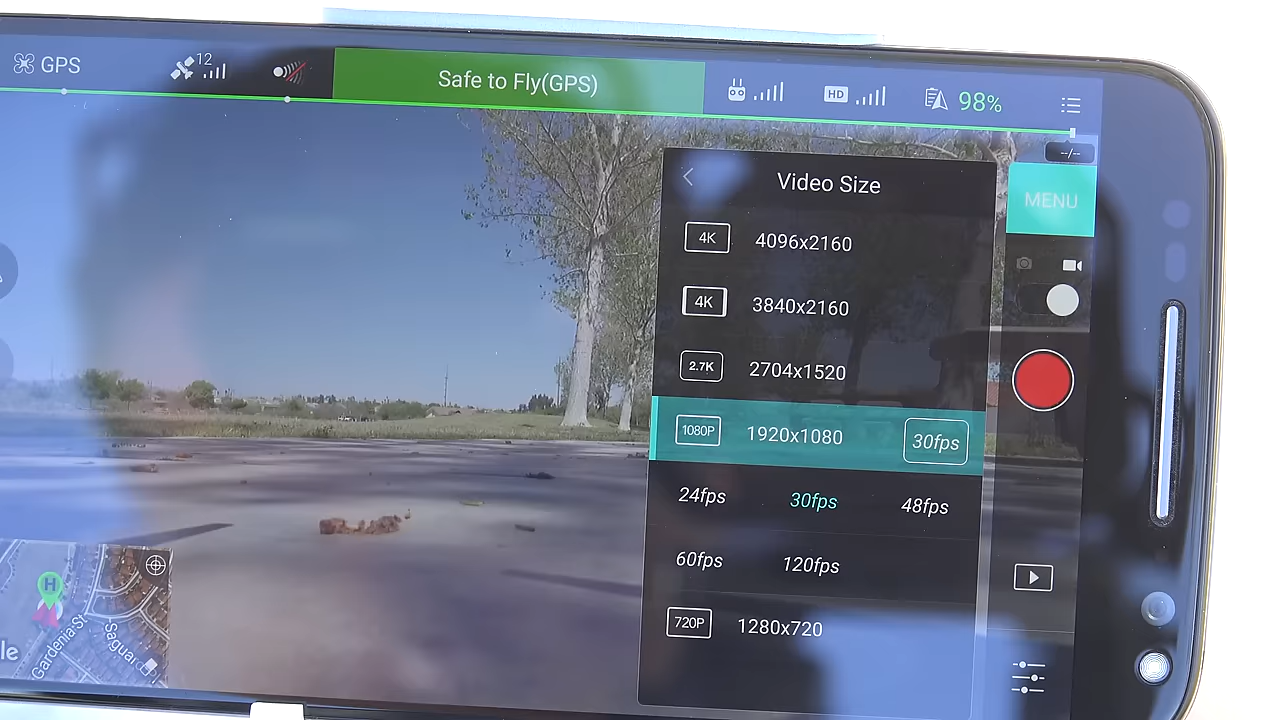 GPS
12
Safe to Fly(GPS)
HD
98%
--/--
MENU
Video Size
4K 4096x2160
4K 3840x2160
2.7K 2704x1520
1080P 1920x1080 30fps
24fps 30fps 48fps
60fps 120fps
720P 1280x720
H
Gardenia St
Saguar
le